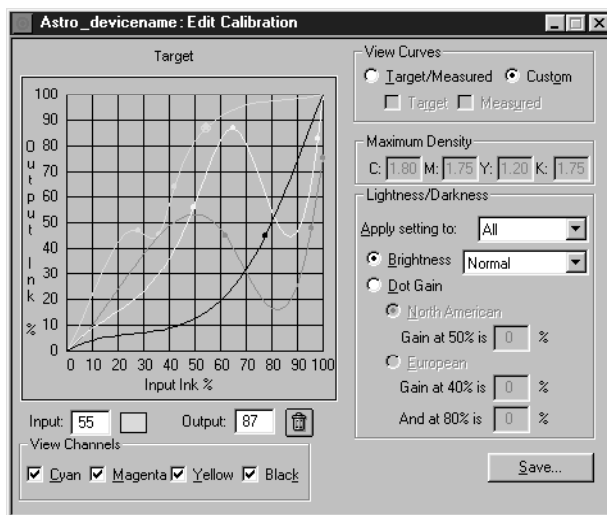 Astro_devicename: Edit Calibration
Target
100
90
80
70
60
50
40
30
20
10
0
Output Ink %
0 10 20 30 40 50 60 70 80 90 100
Input Ink %
Input: 55 Output: 87
View Channels
Cyan Magenta Yellow Black
View Curves
Target/Measured Custom
Target Measured
Maximum Density
C: 1.80 M: 1.75 Y: 1.20 K: 1.75
Lightness/Darkness
Apply setting to: All
Brightness Normal
Dot Gain
North American
Gain at 50% is 0 %
European
Gain at 40% is 0 %
And at 80% is 0 %
Save...